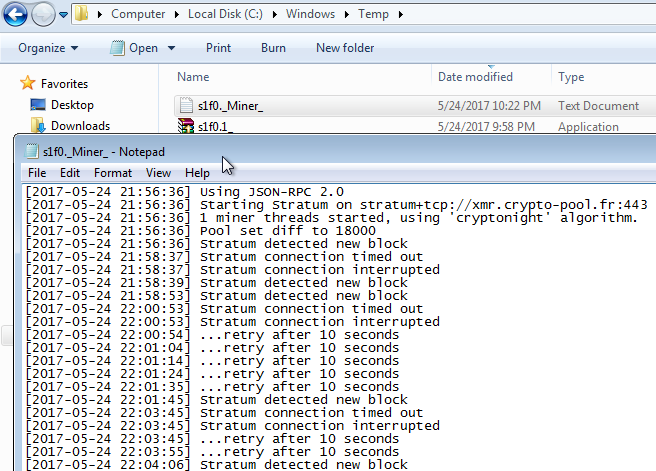 Computer Local Disk (C:) Windows Temp
Organize Open Print Burn New folder
Favorites Name Date modified Type
Desktop s1f0._Miner_ 5/24/2017 10:22 PM Text Document
Downloads s1f0.1_ 5/24/2017 9:58 PM Application
s1f0._Miner_ - Notepad
File Edit Format View Help
[2017-05-24 21:56:36] Using JSON-RPC 2.0
[2017-05-24 21:56:36] Starting Stratum on stratum+tcp://xmr.crypto-pool.fr:443
[2017-05-24 21:56:36] 1 miner threads started, using 'cryptonight' algorithm.
[2017-05-24 21:56:36] Pool set diff to 18000
[2017-05-24 21:56:36] Stratum detected new block
[2017-05-24 21:58:37] Stratum connection timed out
[2017-05-24 21:58:37] Stratum connection interrupted
[2017-05-24 21:58:39] Stratum detected new block
[2017-05-24 21:58:53] Stratum detected new block
[2017-05-24 22:00:53] Stratum connection timed out
[2017-05-24 22:00:53] Stratum connection interrupted
[2017-05-24 22:00:54] ...retry after 10 seconds
[2017-05-24 22:01:04] ...retry after 10 seconds
[2017-05-24 22:01:14] ...retry after 10 seconds
[2017-05-24 22:01:24] ...retry after 10 seconds
[2017-05-24 22:01:35] ...retry after 10 seconds
[2017-05-24 22:01:45] Stratum detected new block
[2017-05-24 22:03:45] Stratum connection timed out
[2017-05-24 22:03:45] Stratum connection interrupted
[2017-05-24 22:03:45] ...retry after 10 seconds
[2017-05-24 22:03:55] ...retry after 10 seconds
[2017-05-24 22:04:06] Stratum detected new block